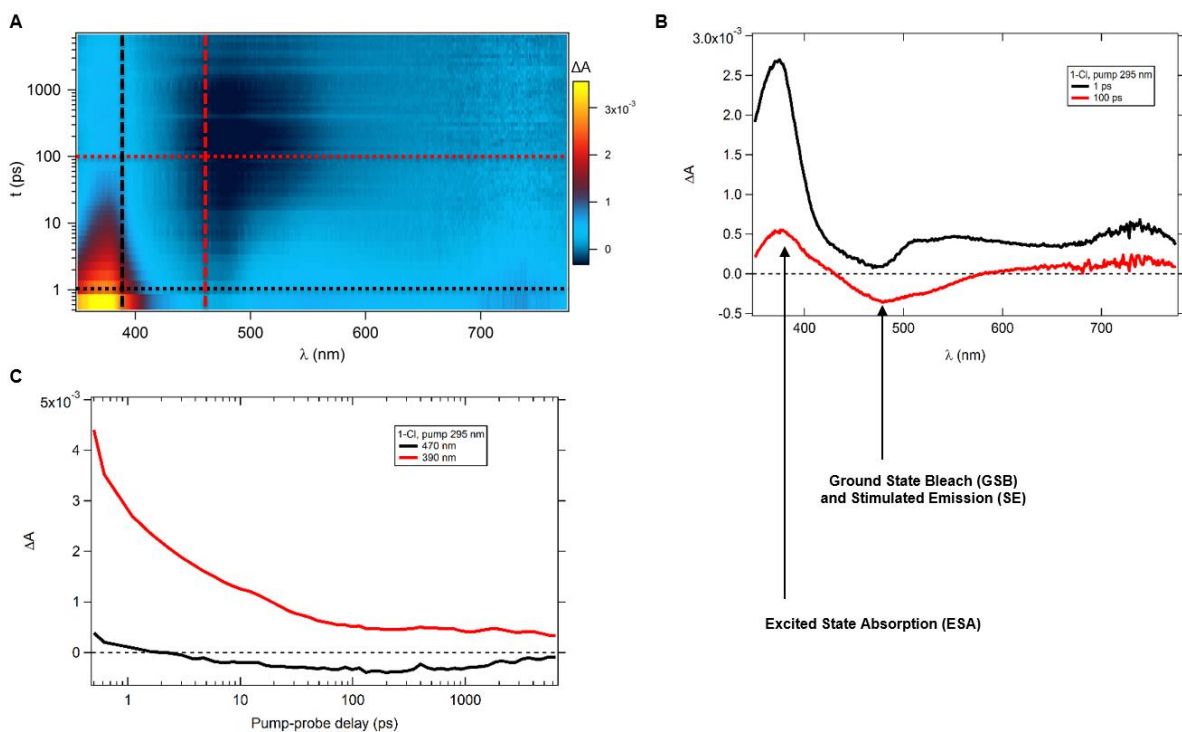 A
1000
100
10
1
t (ps)
400
500
600
700
λ (nm)
ΔA
3x10⁻³
2
1
0
B
3.0x10⁻³
2.5
2.0
1.5
1.0
0.5
0.0
-0.5
ΔA
1-Cl, pump 295 nm
1 ps
100 ps
400
500
600
700
λ (nm)
Ground State Bleach (GSB)
and Stimulated Emission (SE)
Excited State Absorption (ESA)
C
5x10⁻³
4
3
2
1
0
ΔA
1-Cl, pump 295 nm
470 nm
390 nm
1
10
100
1000
Pump-probe delay (ps)